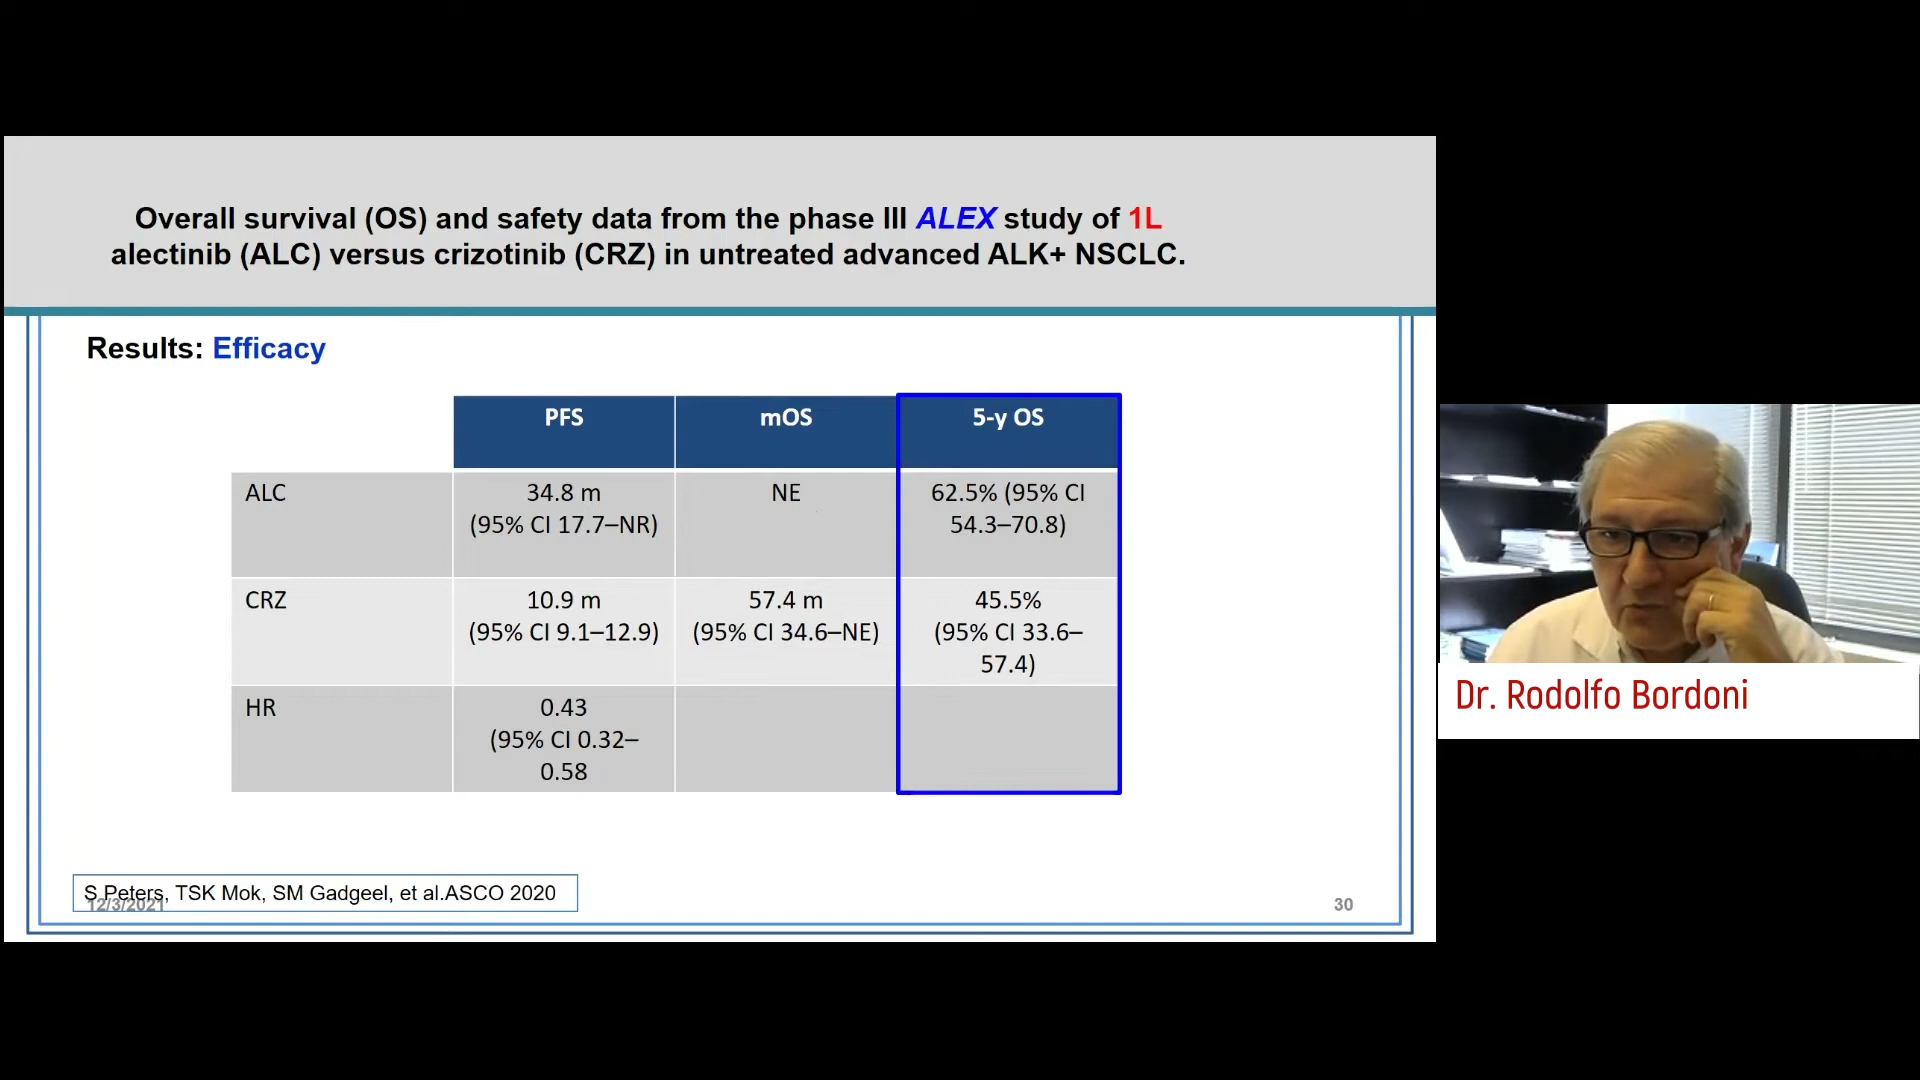 Overall survival (OS) and safety data from the phase III ALEX study of 1L
alectinib (ALC) versus crizotinib (CRZ) in untreated advanced ALK+ NSCLC.
Results: Efficacy
PFS mOS 5-y OS
ALC
34.8 m
(95% CI 17.7–NR)
NE
62.5% (95% CI
54.3–70.8)
CRZ
10.9 m
(95% CI 9.1–12.9)
57.4 m
(95% CI 34.6–NE)
45.5%
(95% CI 33.6–
57.4)
HR
0.43
(95% CI 0.32–
0.58
S Peters, TSK Mok, SM Gadgeel, et al.ASCO 2020
12/3/2021
30
Dr. Rodolfo Bordoni